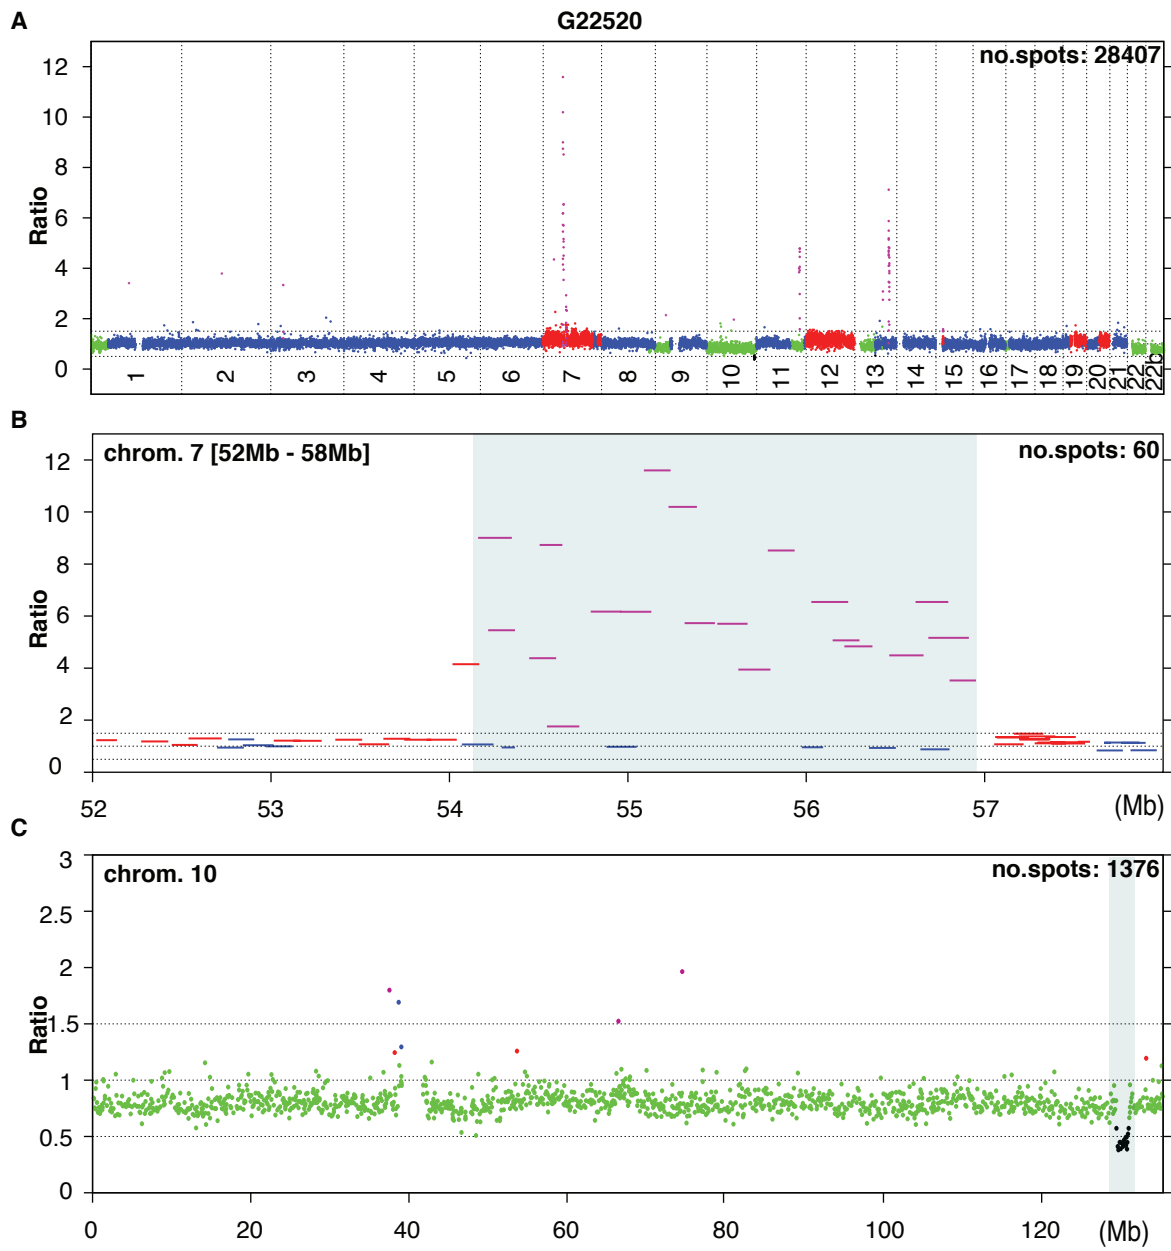 A
G22520
no.spots: 28407
12
10
8
6
4
2
0
Ratio
1 2 3 4 5 6 7 8 9 10 11 12 13 14 15 16 17 18 19 20 21 22 22b
B
chrom. 7 [52Mb - 58Mb]
no.spots: 60
12
10
8
6
4
2
0
Ratio
52 53 54 55 56 57 (Mb)
C
chrom. 10
no.spots: 1376
3
2.5
2
1.5
1
0.5
0
Ratio
0 20 40 60 80 100 120 (Mb)